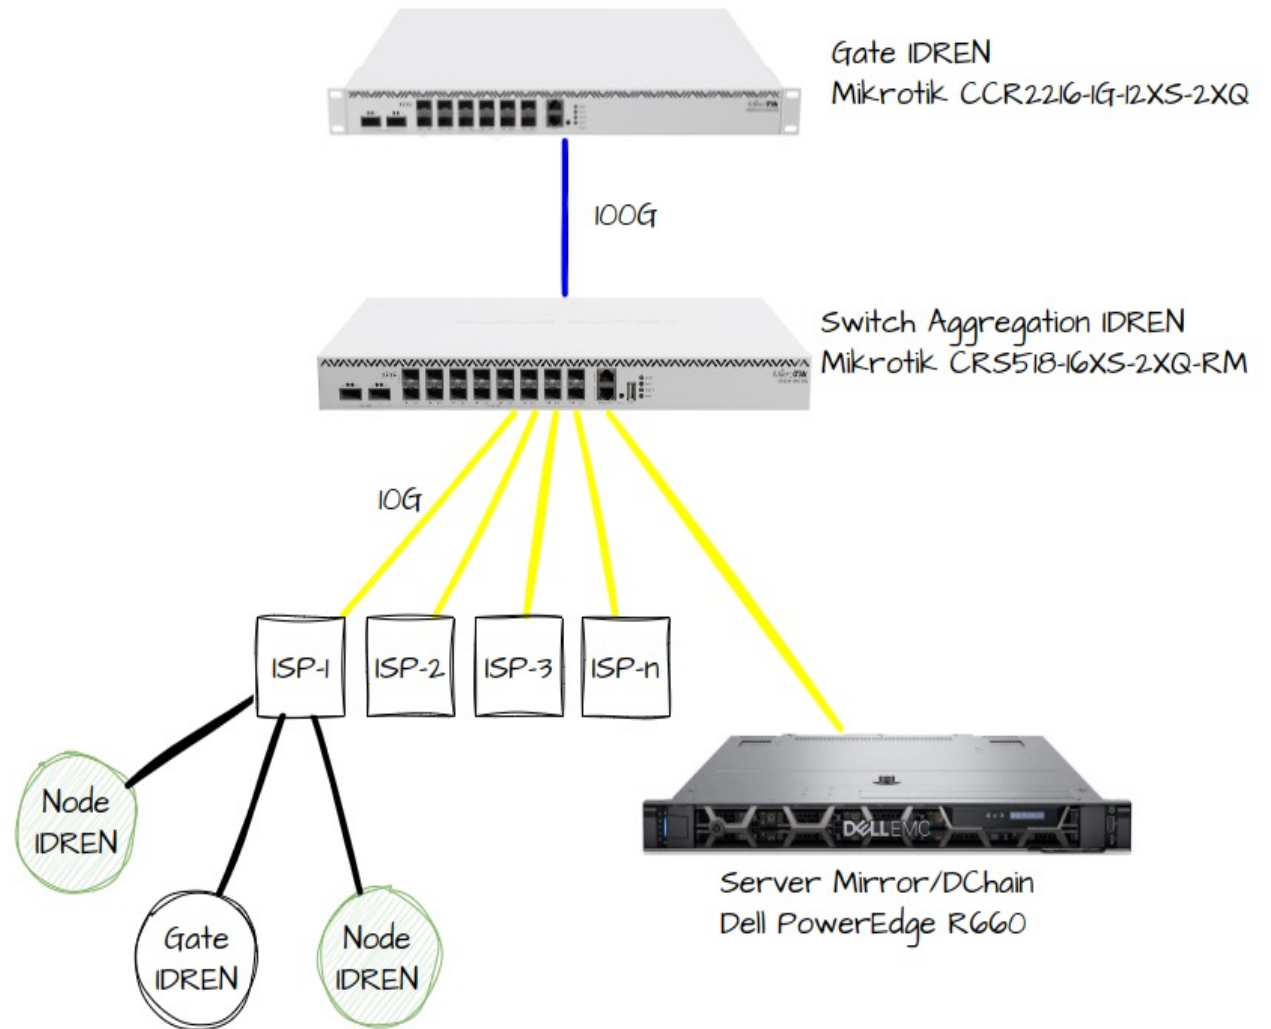 Gate IDREN
Mikrotik CCR2216-1G-12XS-2XQ
100G
Switch Aggregation IDREN
Mikrotik CRS518-16XS-2XQ-RM
10G
ISP-1
ISP-2
ISP-3
ISP-n
Node
IDREN
Gate
IDREN
Node
IDREN
DELLEMC
Server Mirror/DChain
Dell PowerEdge R660